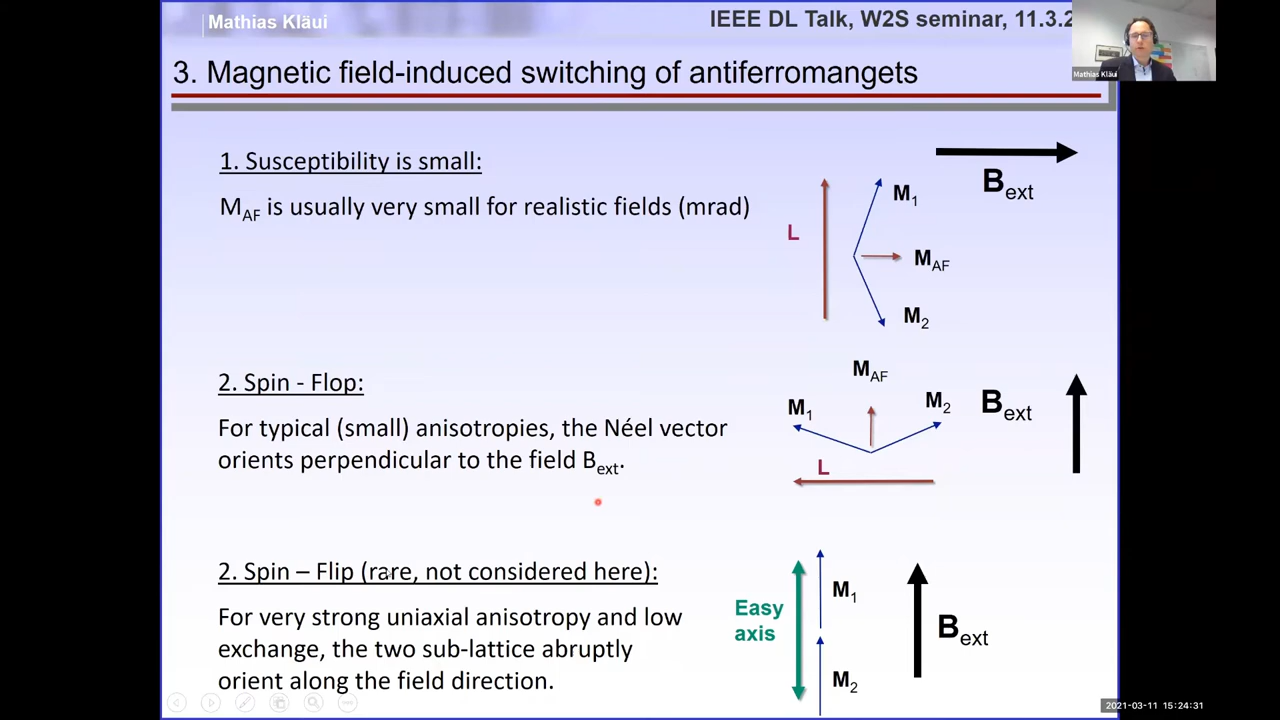 Mathias Kläui
IEEE DL Talk, W2S seminar, 11.3.2
Mathias Kläui
3. Magnetic field-induced switching of antiferromangets
1. Susceptibility is small:
M_AF is usually very small for realistic fields (mrad)
B_ext
M_1
L
M_AF
M_2
2. Spin - Flop:
For typical (small) anisotropies, the Néel vector
orients perpendicular to the field B_ext.
M_AF
M_1
M_2
B_ext
L
2. Spin – Flip (rare, not considered here):
For very strong uniaxial anisotropy and low
exchange, the two sub-lattice abruptly
orient along the field direction.
Easy
axis
M_1
B_ext
M_2
2021-03-11 15:24:31